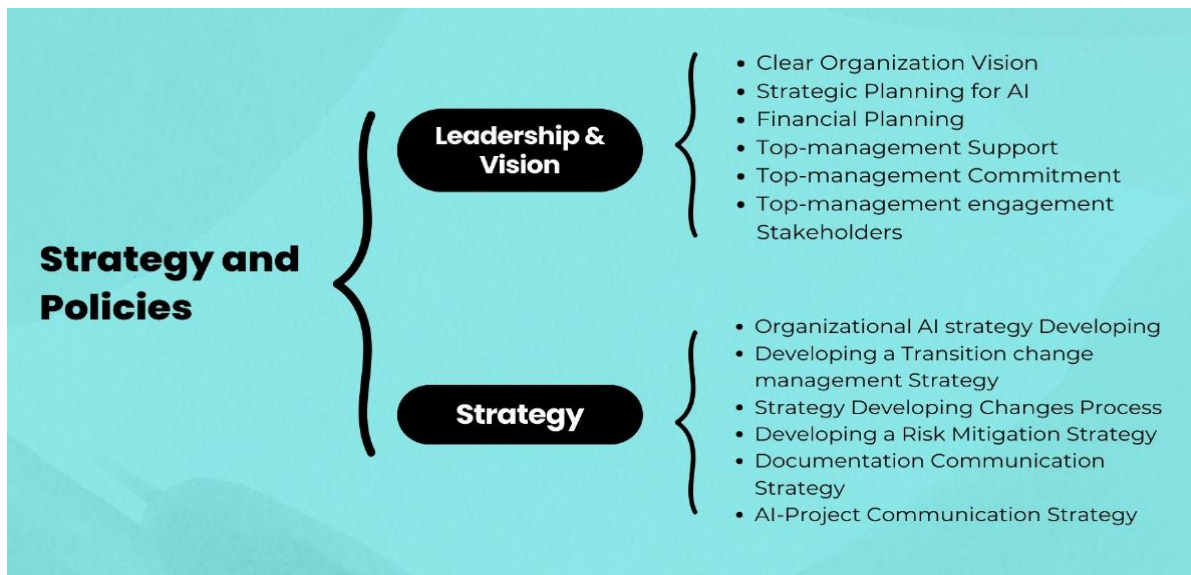 Strategy and
Policies
Leadership &
Vision
• Clear Organization Vision
• Strategic Planning for AI
• Financial Planning
• Top-management Support
• Top-management Commitment
• Top-management engagement
Stakeholders
Strategy
• Organizational AI strategy Developing
• Developing a Transition change
management Strategy
• Strategy Developing Changes Process
• Developing a Risk Mitigation Strategy
• Documentation Communication
Strategy
• AI-Project Communication Strategy